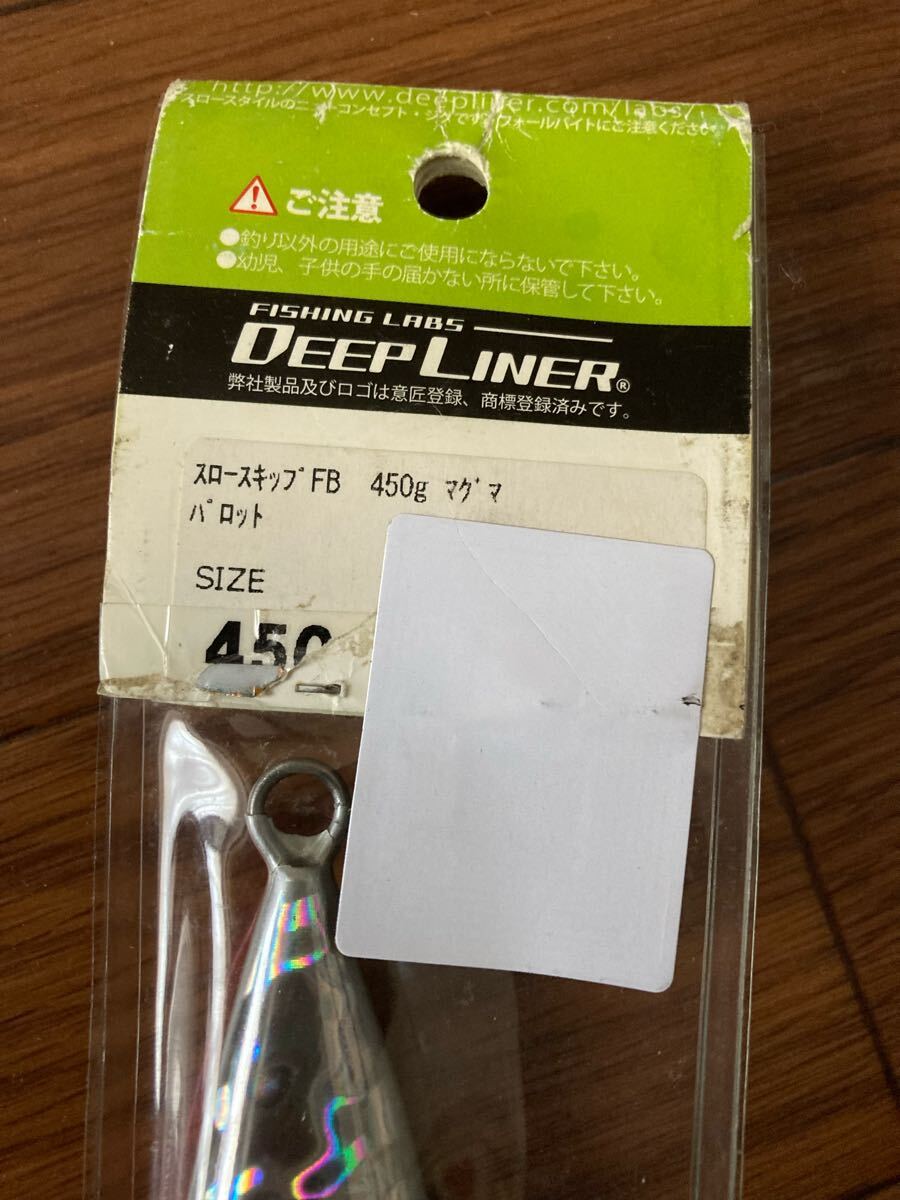 http://www.deepliner.com/labs/
スロースタイルのニューコンセプト・ジグです。フォールバイトにご注意ください
ご注意
●釣り以外の用途にご使用にならないで下さい。
●幼児、子供の手の届かない所に保管して下さい。
FISHING LABS
DEEPLINER®
弊社製品及びロゴは意匠登録、商標登録済みです。
ｽﾛｰｽｷｯﾌﾟFB 450g ﾏｸﾞﾏ
ﾊﾟﾛｯﾄ
SIZE
450